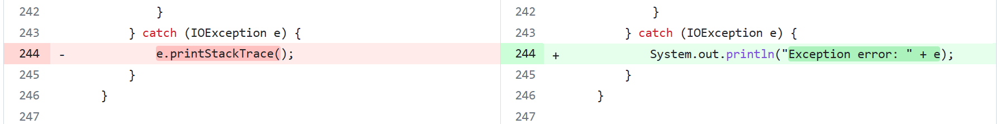 242 } 242 }
243 } catch (IOException e) { 243 } catch (IOException e) {
244 - e.printStackTrace(); 244 + System.out.println("Exception error: " + e);
245 } 245 }
246 } 246 }
247 247